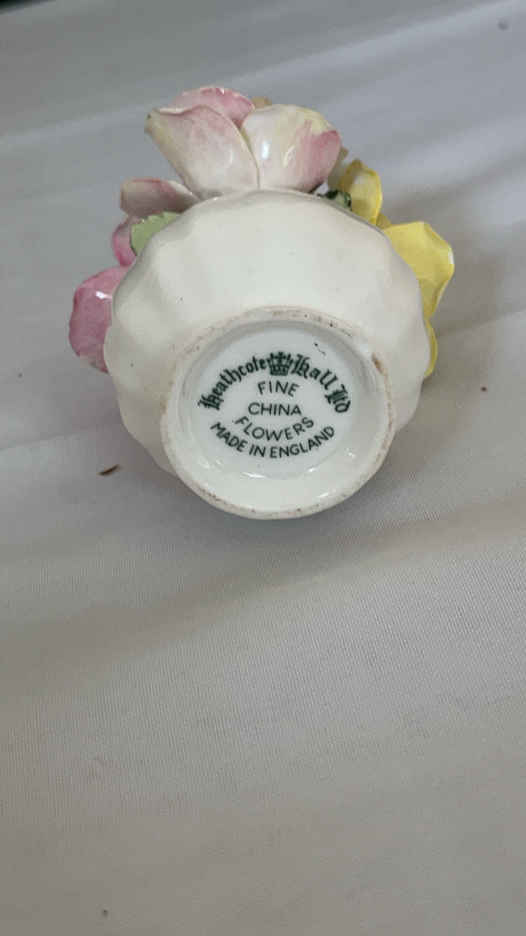 Heathcote Hall Ltd
FINE
CHINA
FLOWERS
MADE IN ENGLAND